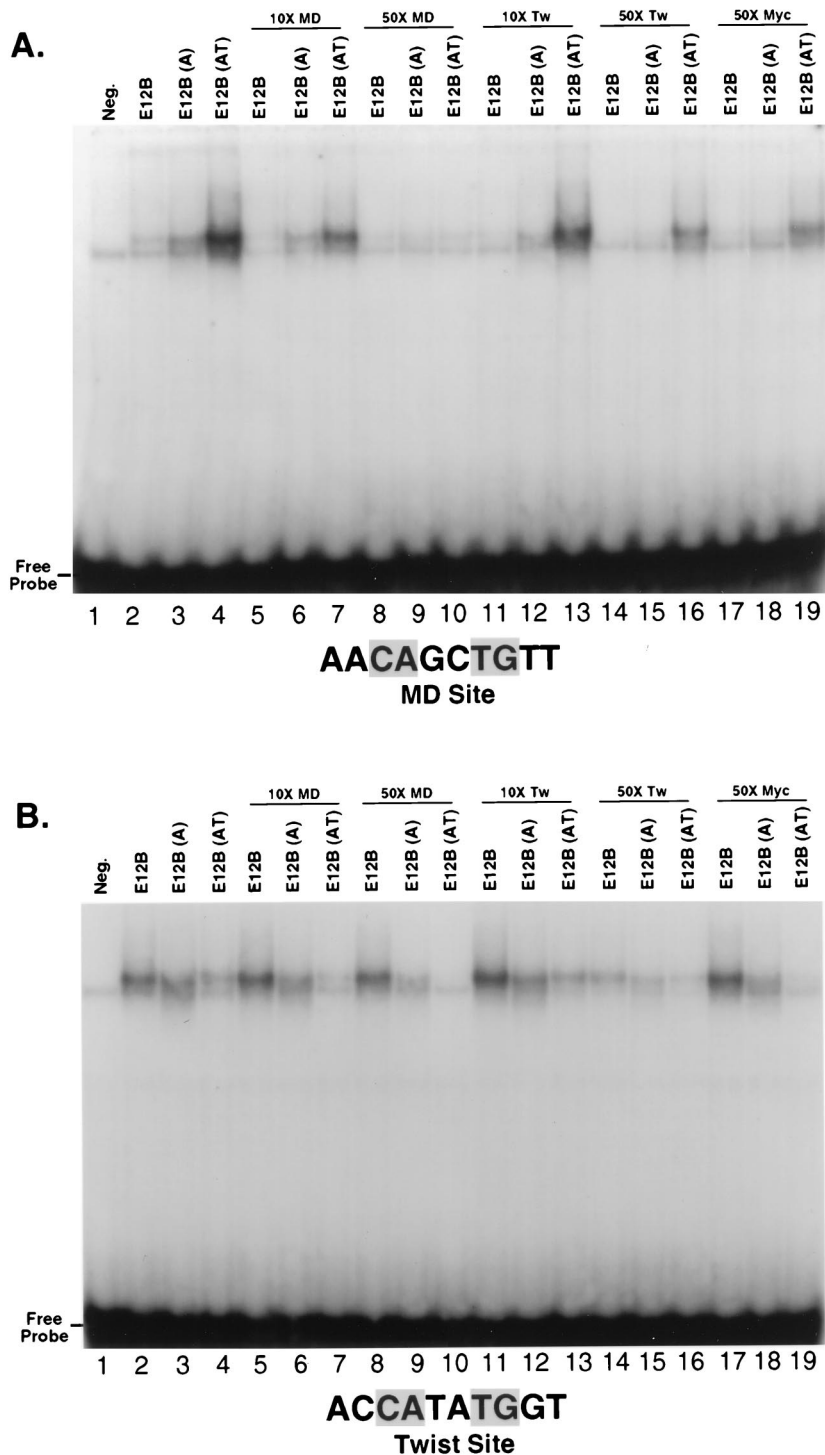 A.
10X MD 50X MD 10X Tw 50X Tw 50X Myc
Neg. E12B E12B (A) E12B (AT) E12B E12B (A) E12B (AT) E12B E12B (A) E12B (AT) E12B E12B (A) E12B (AT) E12B E12B (A) E12B (AT) E12B E12B (A) E12B (AT)
Free
Probe
1 2 3 4 5 6 7 8 9 10 11 12 13 14 15 16 17 18 19
AACAGCTGTT
MD Site
B.
10X MD 50X MD 10X Tw 50X Tw 50X Myc
Neg. E12B E12B (A) E12B (AT) E12B E12B (A) E12B (AT) E12B E12B (A) E12B (AT) E12B E12B (A) E12B (AT) E12B E12B (A) E12B (AT) E12B E12B (A) E12B (AT)
Free
Probe
1 2 3 4 5 6 7 8 9 10 11 12 13 14 15 16 17 18 19
ACCATATGGT
Twist Site